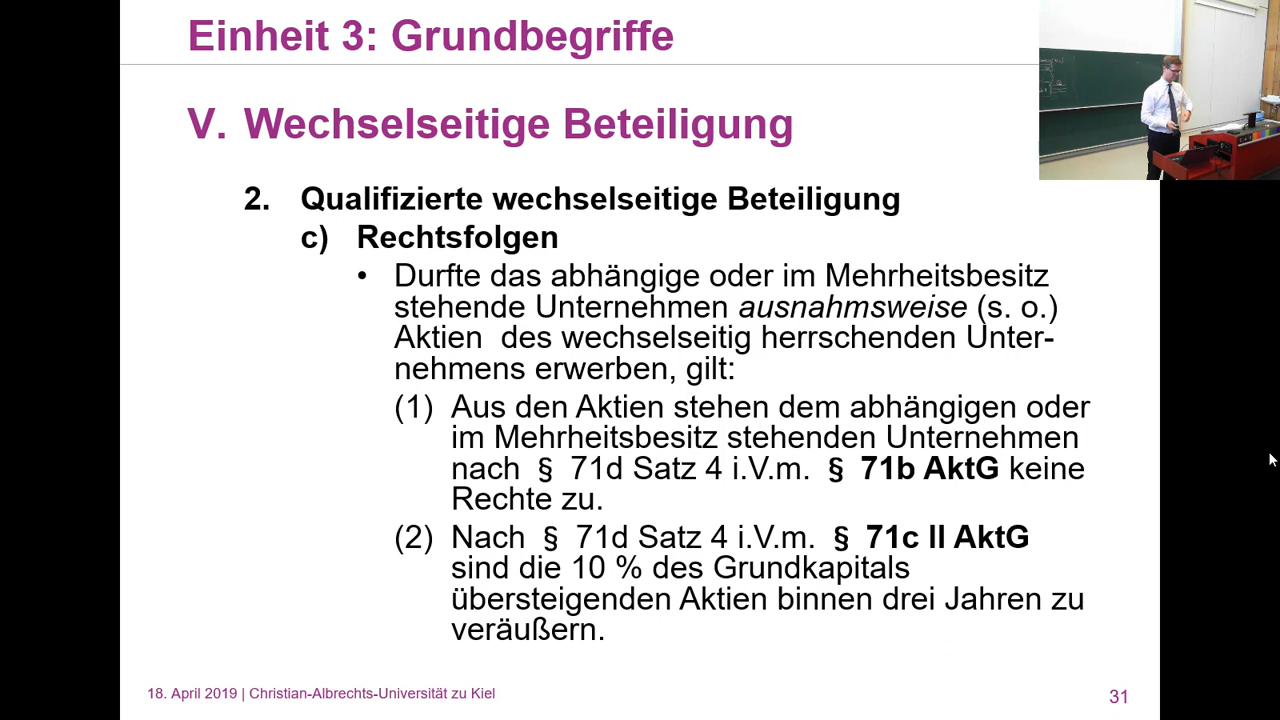 Einheit 3: Grundbegriffe
V. Wechselseitige Beteiligung
2. Qualifizierte wechselseitige Beteiligung
c) Rechtsfolgen
• Durfte das abhängige oder im Mehrheitsbesitz
stehende Unternehmen ausnahmsweise (s. o.)
Aktien des wechselseitig herrschenden Unter-
nehmens erwerben, gilt:
(1) Aus den Aktien stehen dem abhängigen oder
im Mehrheitsbesitz stehenden Unternehmen
nach § 71d Satz 4 i.V.m. § 71b AktG keine
Rechte zu.
(2) Nach § 71d Satz 4 i.V.m. § 71c II AktG
sind die 10 % des Grundkapitals
übersteigenden Aktien binnen drei Jahren zu
veräußern.
18. April 2019 | Christian-Albrechts-Universität zu Kiel
31